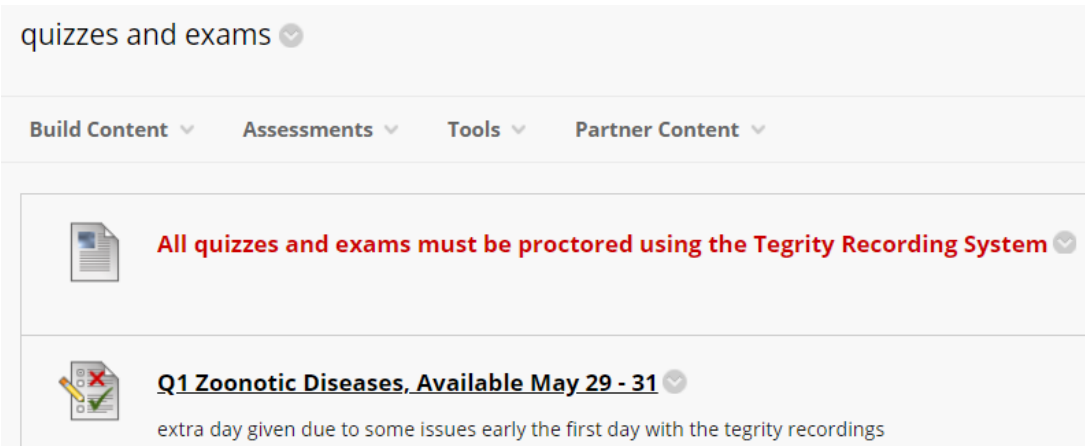 quizzes and exams
Build Content Assessments Tools Partner Content
All quizzes and exams must be proctored using the Tegrity Recording System
Q1 Zoonotic Diseases, Available May 29 - 31
extra day given due to some issues early the first day with the tegrity recordings